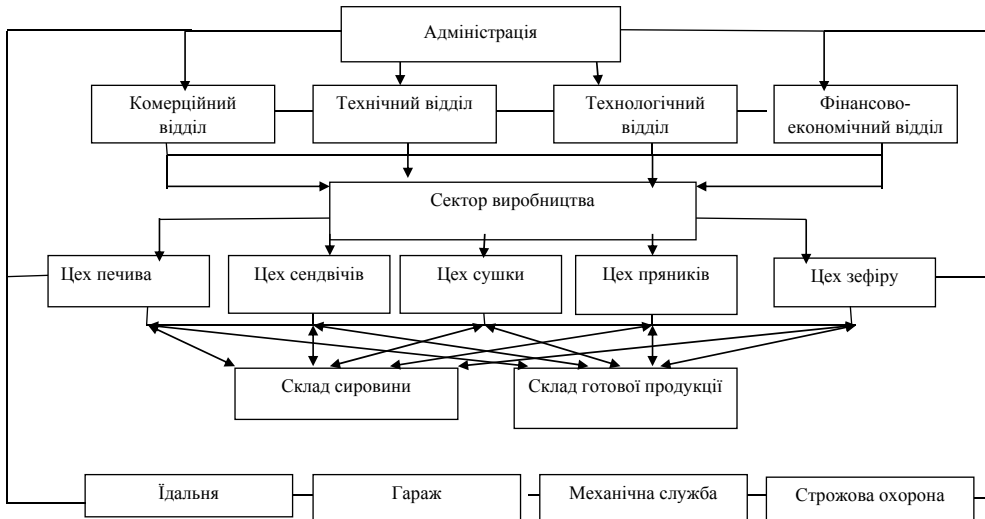 Адміністрація
Комерційний
відділ
Технічний відділ
Технологічний
відділ
Фінансово-
економічний відділ
Сектор виробництва
Цех печива
Цех сендвічів
Цех сушки
Цех пряників
Цех зефіру
Склад сировини
Склад готової продукції
Їдальня
Гараж
Механічна служба
Строжова охорона